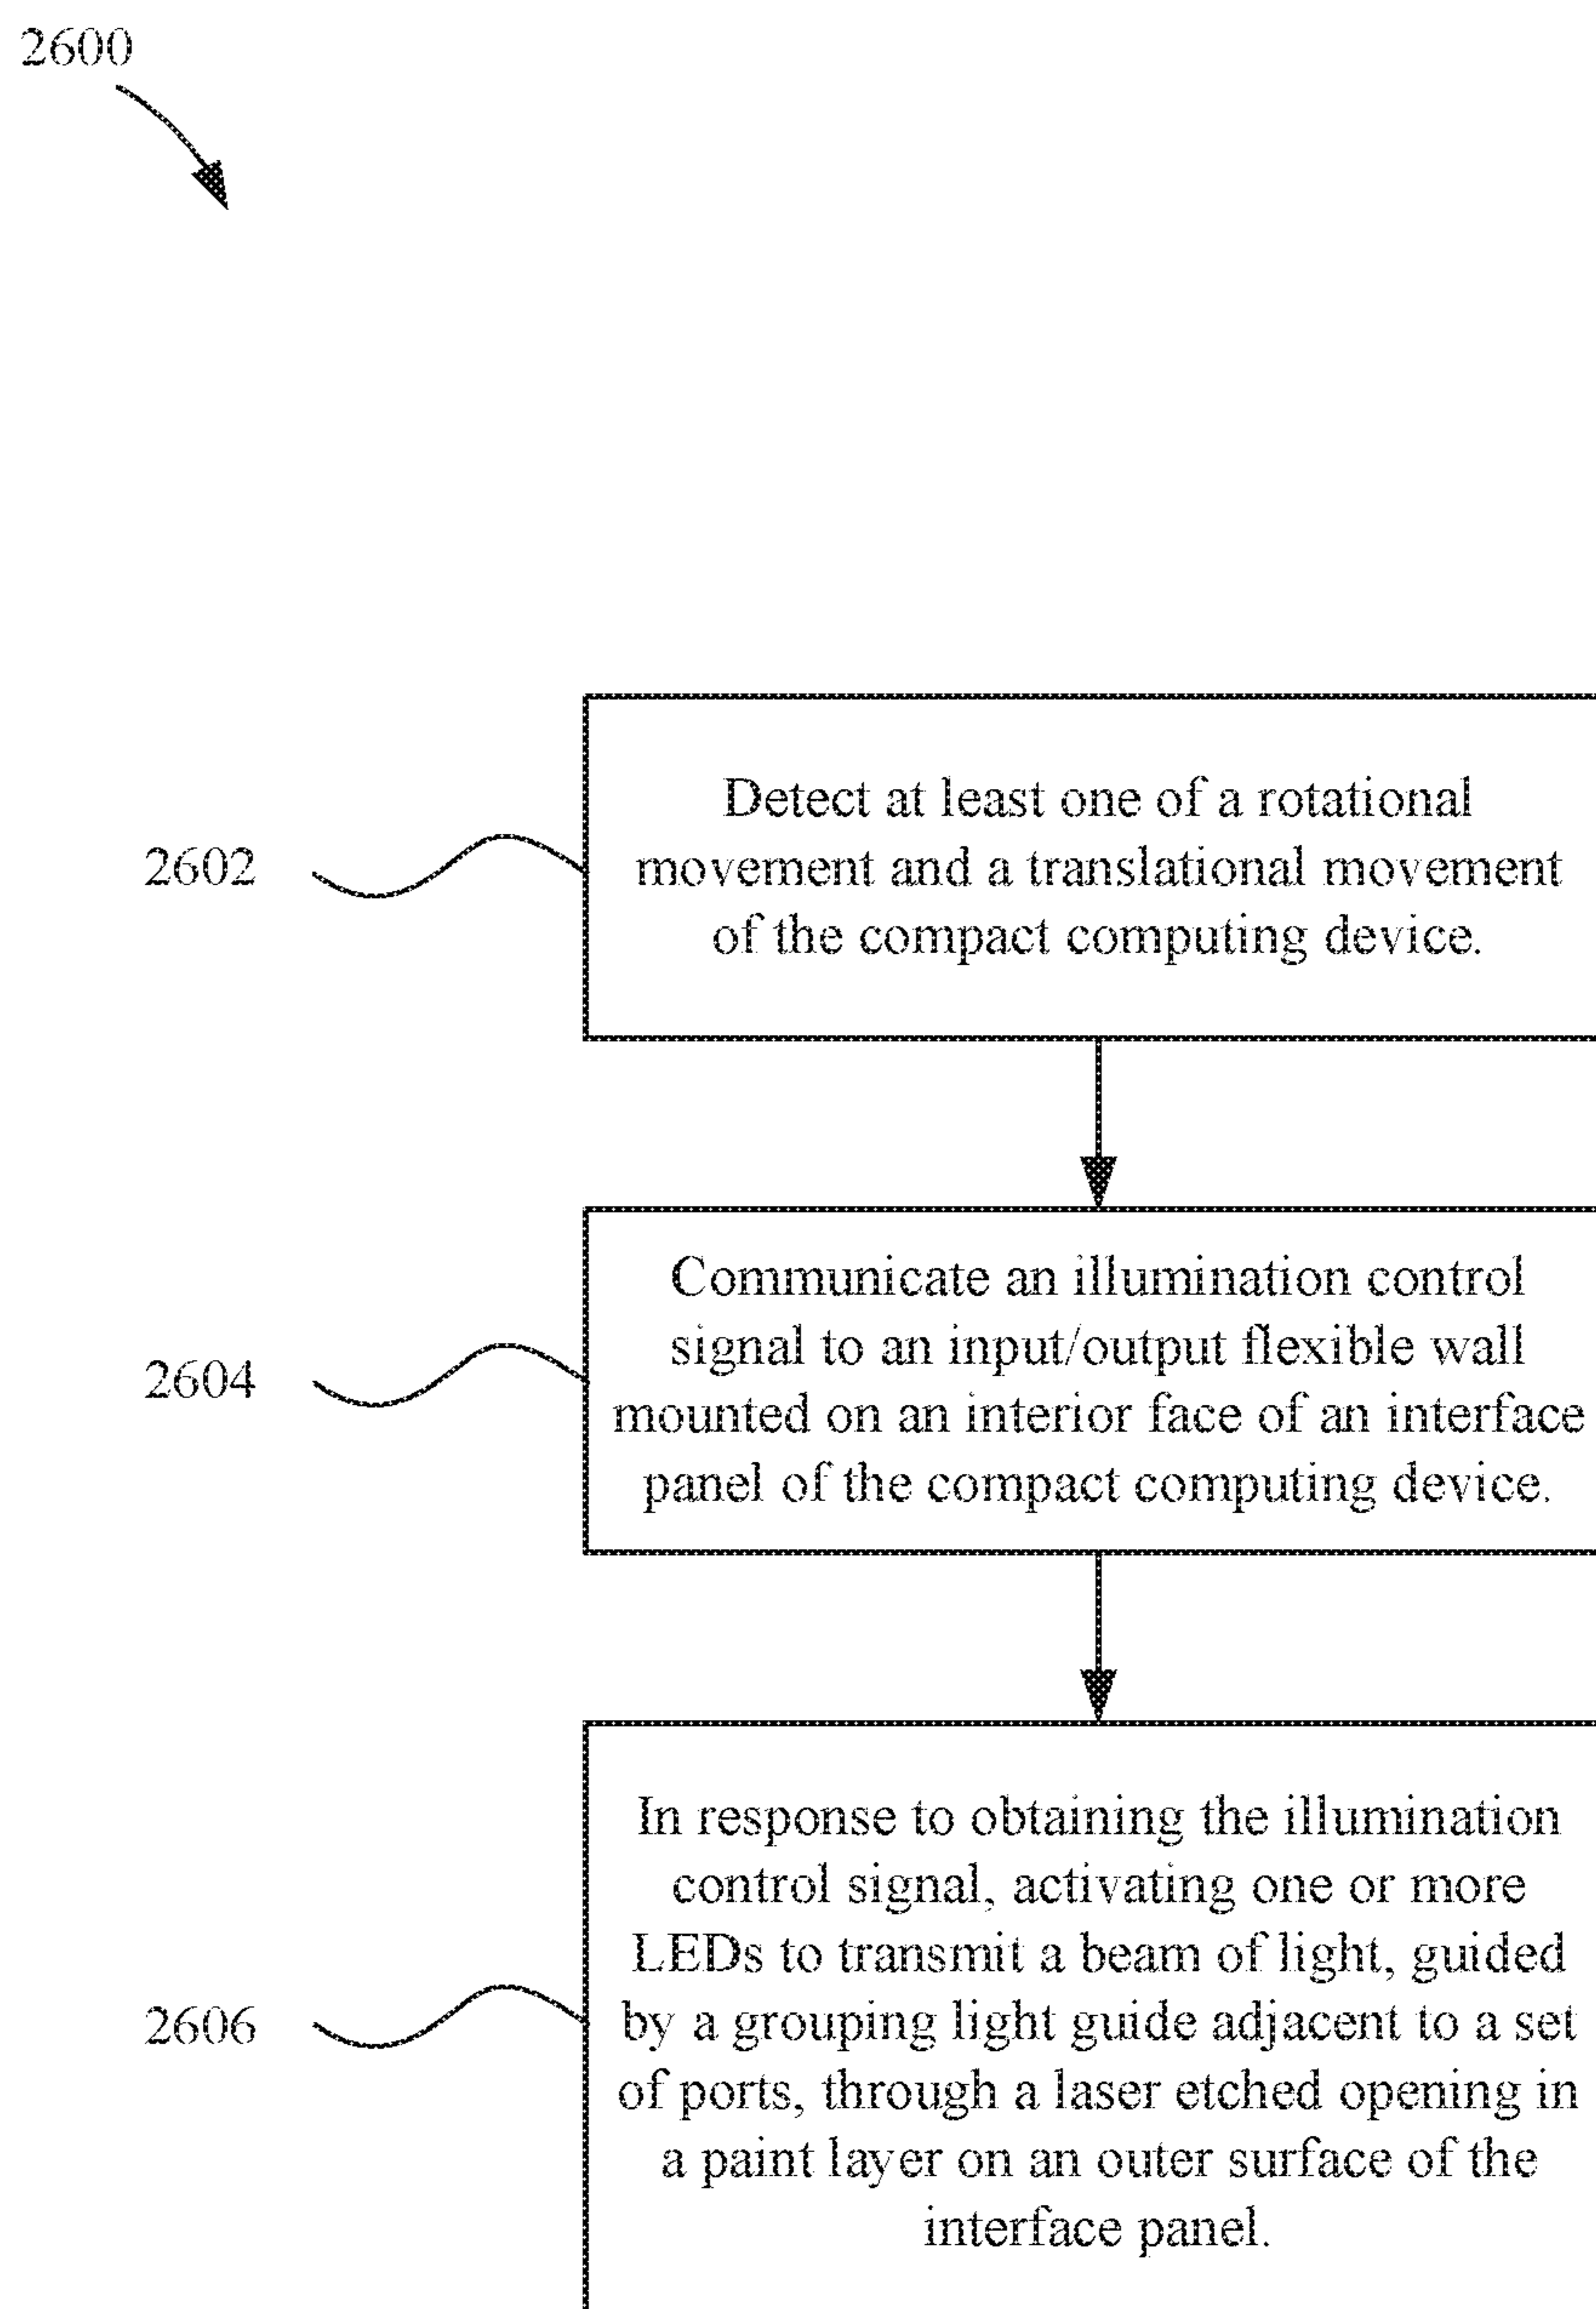 2600
Detect at least one of a rotational
movement and a translational movement
of the compact computing device.
2602
Communicate an illumination control
signal to an input/output flexible wall
mounted on an interior face of an interface
panel of the compact computing device.
2604
In response to obtaining the illumination
control signal, activating one or more
LEDs to transmit a beam of light, guided
by a grouping light guide adjacent to a set
of ports, through a laser etched opening in
a paint layer on an outer surface of the
interface panel.
2606